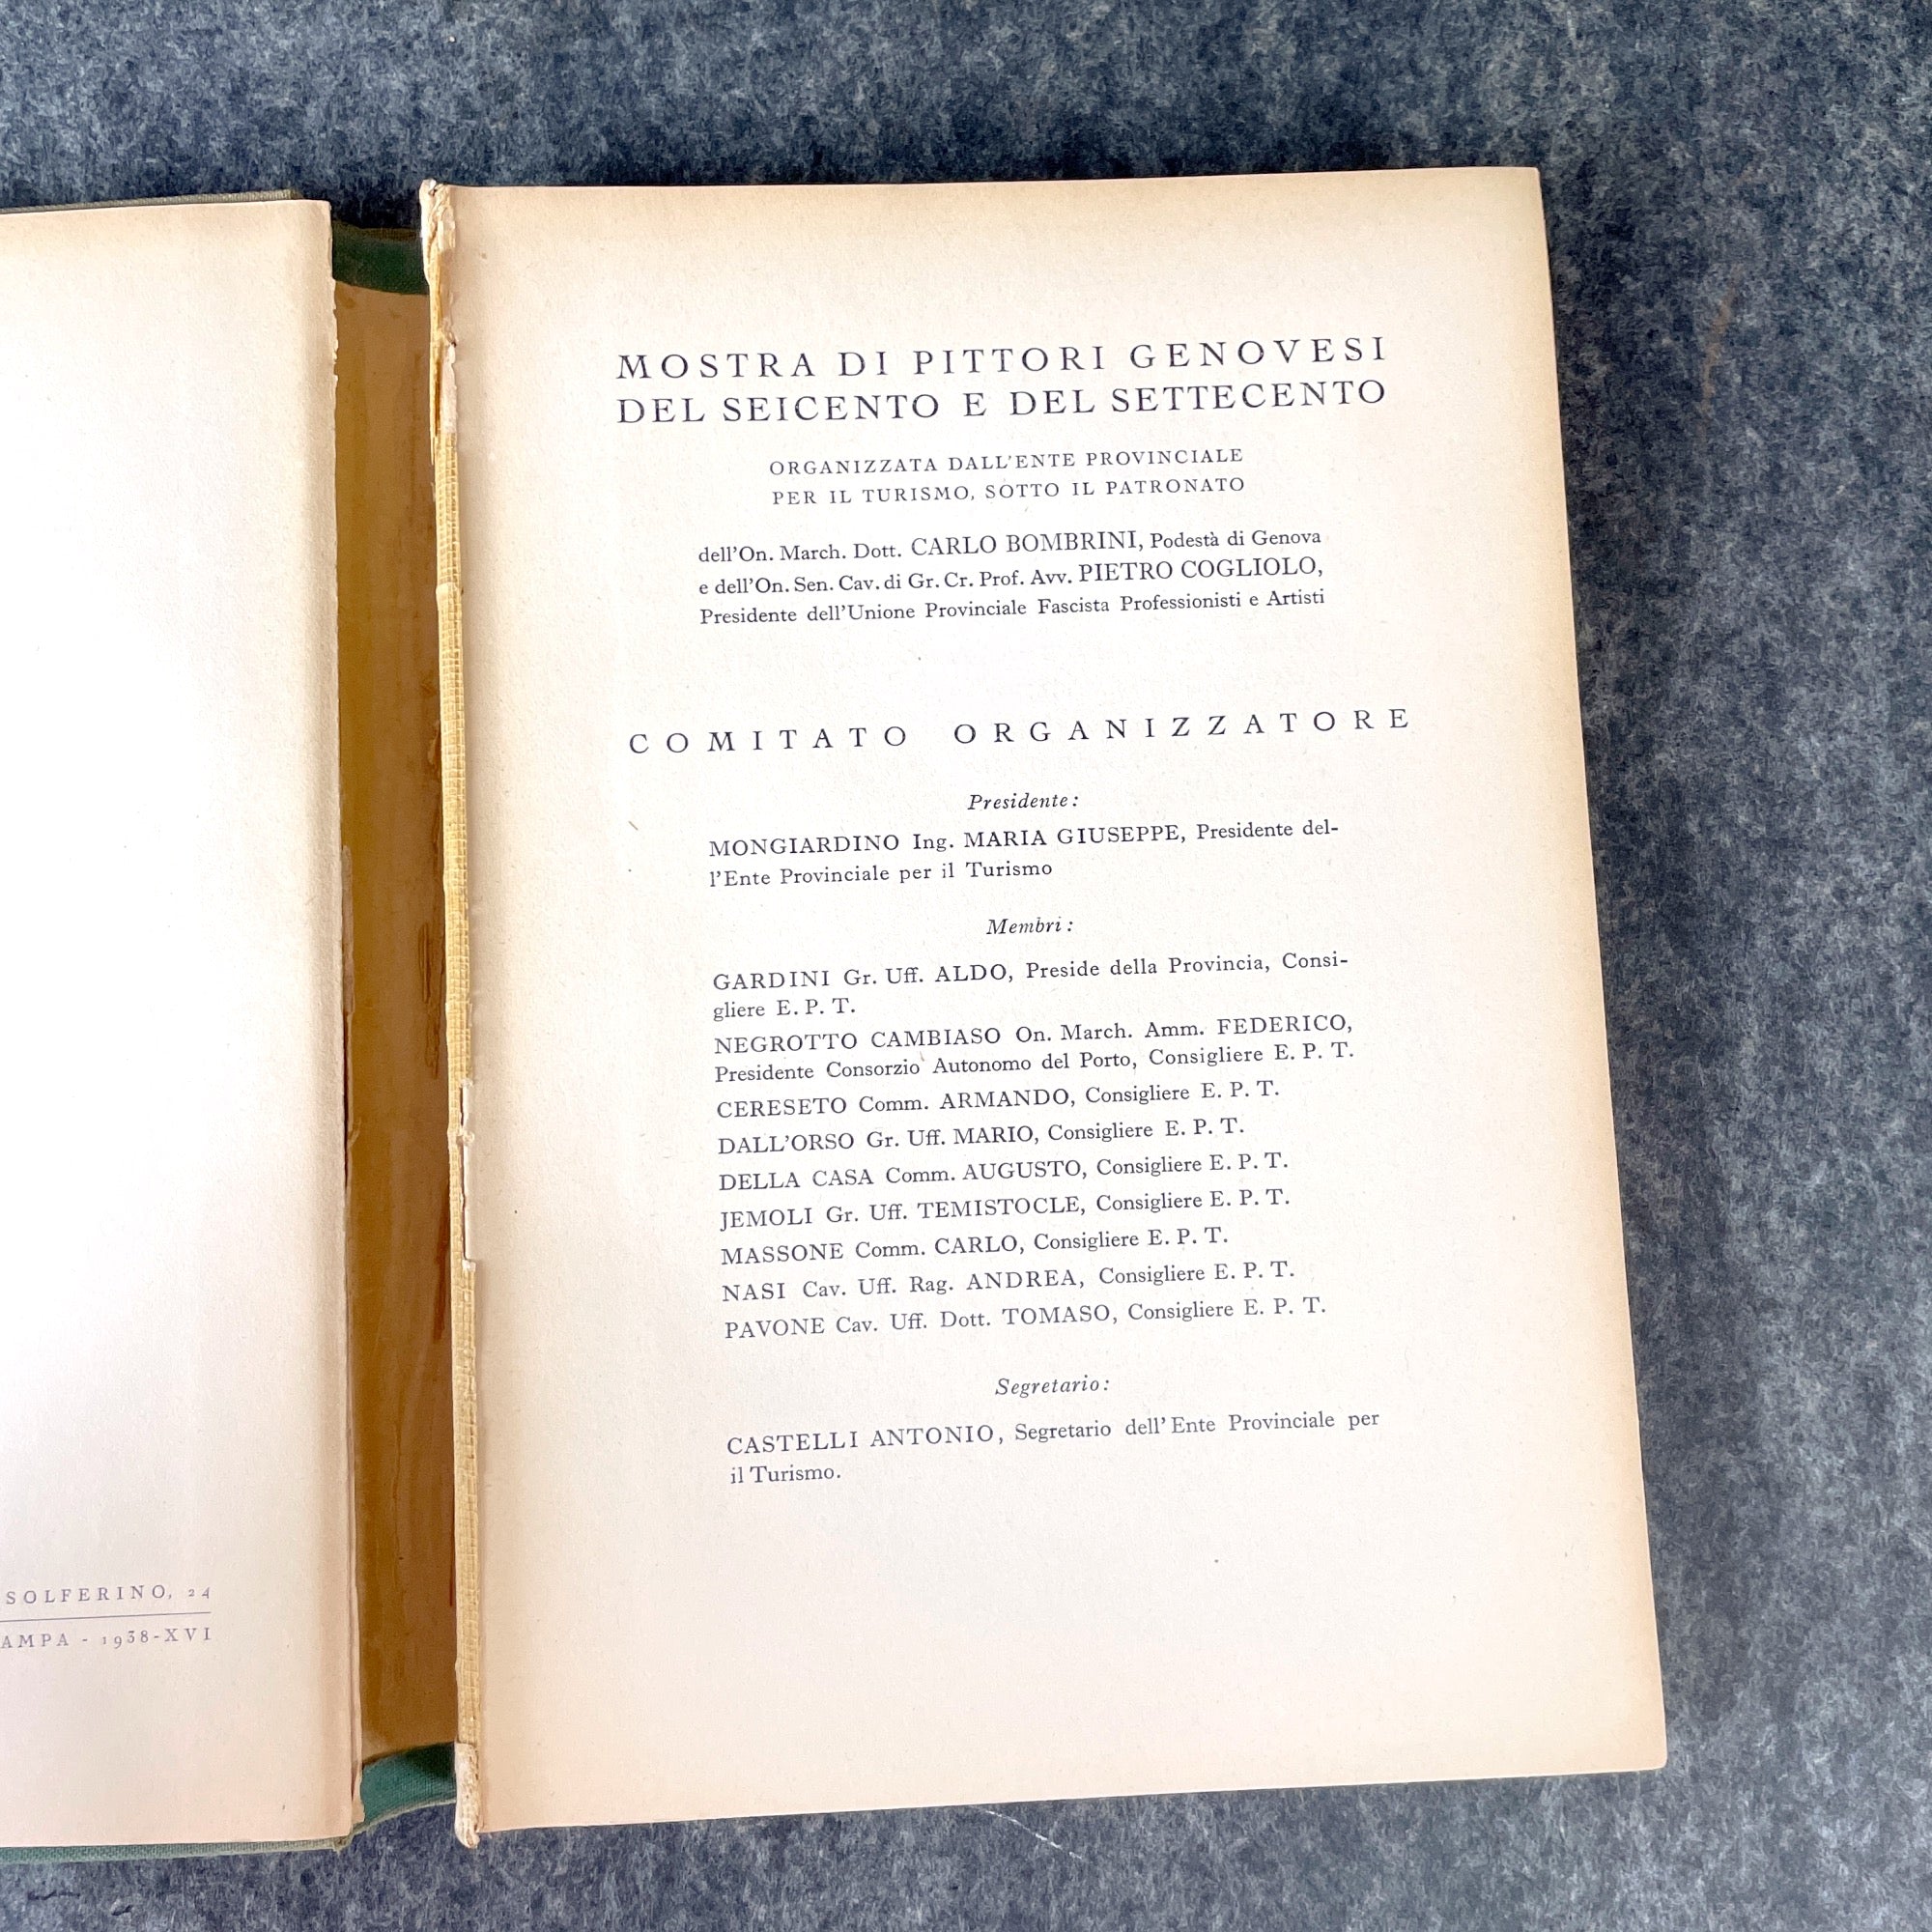 SOLFERINO, 24
AMPA - 1938-XVI
MOSTRA DI PITTORI GENOVESI
DEL SEICENTO E DEL SETTECENTO
ORGANIZZATA DALL'ENTE PROVINCIALE
PER IL TURISMO, SOTTO IL PATRONATO
dell'On. March. Dott. CARLO BOMBRINI, Podestà di Genova
e dell'On. Sen. Cav. di Gr. Cr. Prof. Avv. PIETRO COGLIOLO,
Presidente dell'Unione Provinciale Fascista Professionisti e Artisti
COMITATO ORGANIZZATORE
Presidente:
MONGIARDINO Ing. MARIA GIUSEPPE, Presidente del-
l'Ente Provinciale per il Turismo
Membri:
GARDINI Gr. Uff. ALDO, Preside della Provincia, Consi-
gliere E. P. T.
NEGROTTO CAMBIASO On. March. Amm. FEDERICO,
Presidente Consorzio Autonomo del Porto, Consigliere E. P. T.
CERESETO Comm. ARMANDO, Consigliere E. P. T.
DALL'ORSO Gr. Uff. MARIO, Consigliere E. P. T.
DELLA CASA Comm. AUGUSTO, Consigliere E. P. T.
JEMOLI Gr. Uff. TEMISTOCLE, Consigliere E. P. T.
MASSONE Comm. CARLO, Consigliere E. P. T.
NASI Cav. Uff. Rag. ANDREA, Consigliere E. P. T.
PAVONE Cav. Uff. Dott. TOMASO, Consigliere E. P. T.
Segretario:
CASTELLI ANTONIO, Segretario dell'Ente Provinciale per
il Turismo.